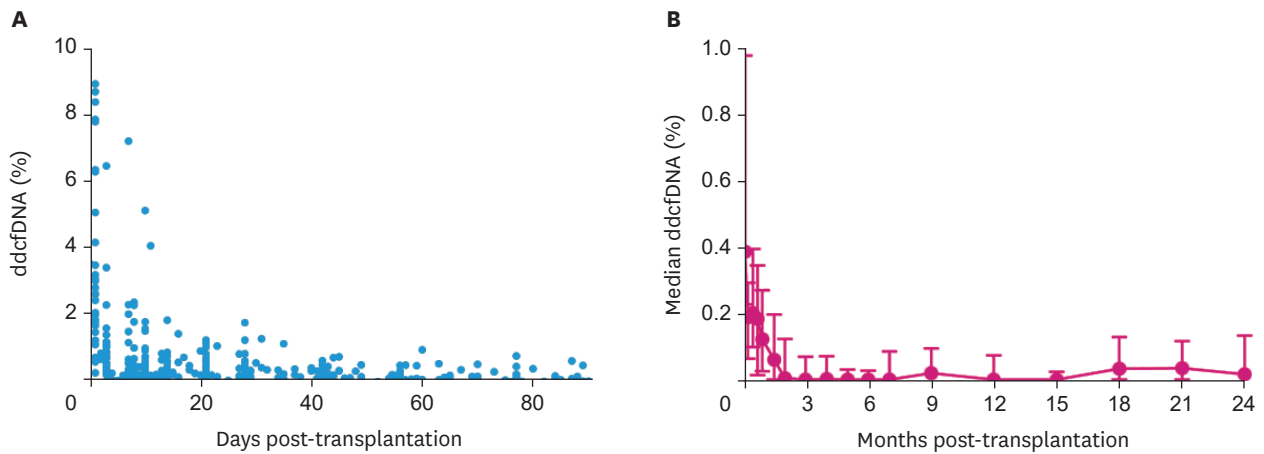 A
ddcfDNA (%)
10
8
6
4
2
0 20 40 60 80
Days post-transplantation
B
Median ddcfDNA (%)
1.0
0.8
0.6
0.4
0.2
0 3 6 9 12 15 18 21 24
Months post-transplantation